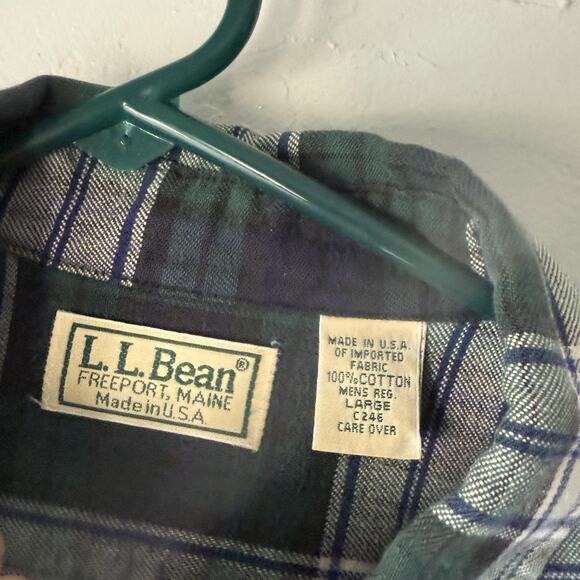 L.L.Bean®
FREEPORT, MAINE
Made in U.S.A.
MADE IN U.S.A.
OF IMPORTED
FABRIC
100% COTTON
MENS REG.
LARGE
C246
CARE OVER